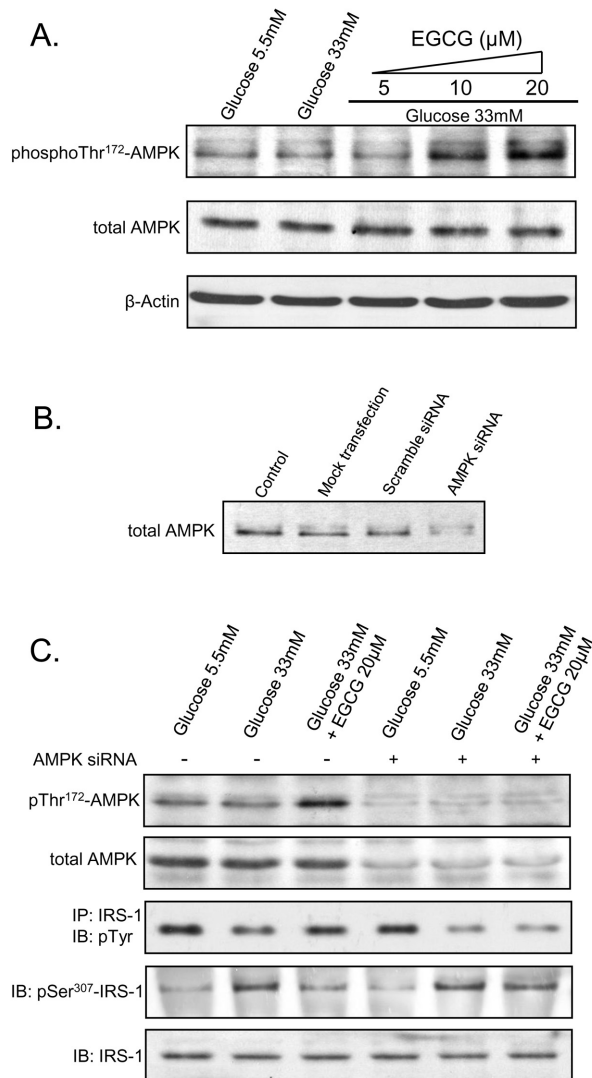 A.
Glucose 5.5mM
Glucose 33mM
EGCG (μM)
5 10 20
Glucose 33mM
phosphoThr¹⁷²-AMPK
total AMPK
β-Actin
B.
Control
Mock transfection
Scramble siRNA
AMPK siRNA
total AMPK
C.
Glucose 5.5mM
Glucose 33mM
Glucose 33mM
+ EGCG 20μM
Glucose 5.5mM
Glucose 33mM
Glucose 33mM
+ EGCG 20μM
AMPK siRNA - - - + + +
pThr¹⁷²-AMPK
total AMPK
IP: IRS-1
IB: pTyr
IB: pSer³⁰⁷-IRS-1
IB: IRS-1